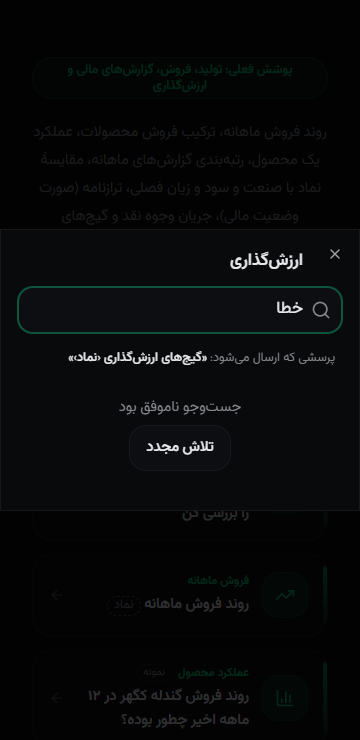 پوشش فعلی: تولید، فروش، گزارش‌های مالی و
ارزش‌گذاری
روند فروش ماهانه، ترکیب فروش محصولات، عملکرد
یک محصول، رتبه‌بندی گزارش‌های ماهانه، مقایسهٔ
نماد با صنعت و سود و زیان فصلی، ترازنامه (صورت
وضعیت مالی)، جریان وجوه نقد و گیج‌های
ارزش‌گذاری
خطا
پرسشی که ارسال می‌شود: «گیج‌های ارزش‌گذاری ‹نماد›»
جست‌وجو ناموفق بود
تلاش مجدد
را بررسی کن
فروش ماهانه
روند فروش ماهانه نماد
عملکرد محصول نمونه
روند فروش گندله کگهر در ۱۲
ماهه اخیر چطور بوده؟